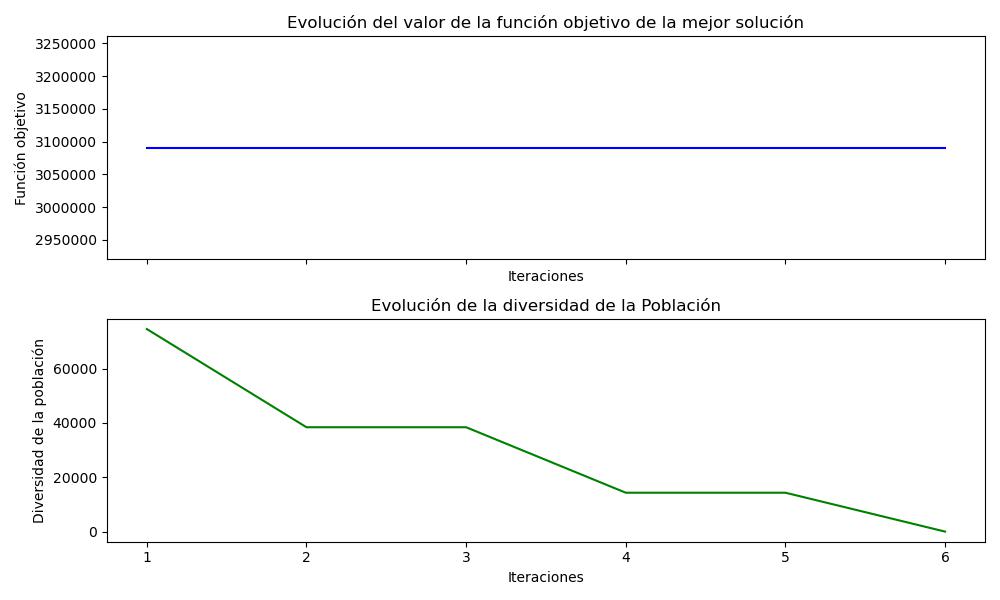 Evolución del valor de la función objetivo de la mejor solución
3250000
3200000
3150000
3100000
3050000
3000000
2950000
Función objetivo
Iteraciones
Evolución de la diversidad de la Población
60000
40000
20000
0
Diversidad de la población
1 2 3 4 5 6
Iteraciones